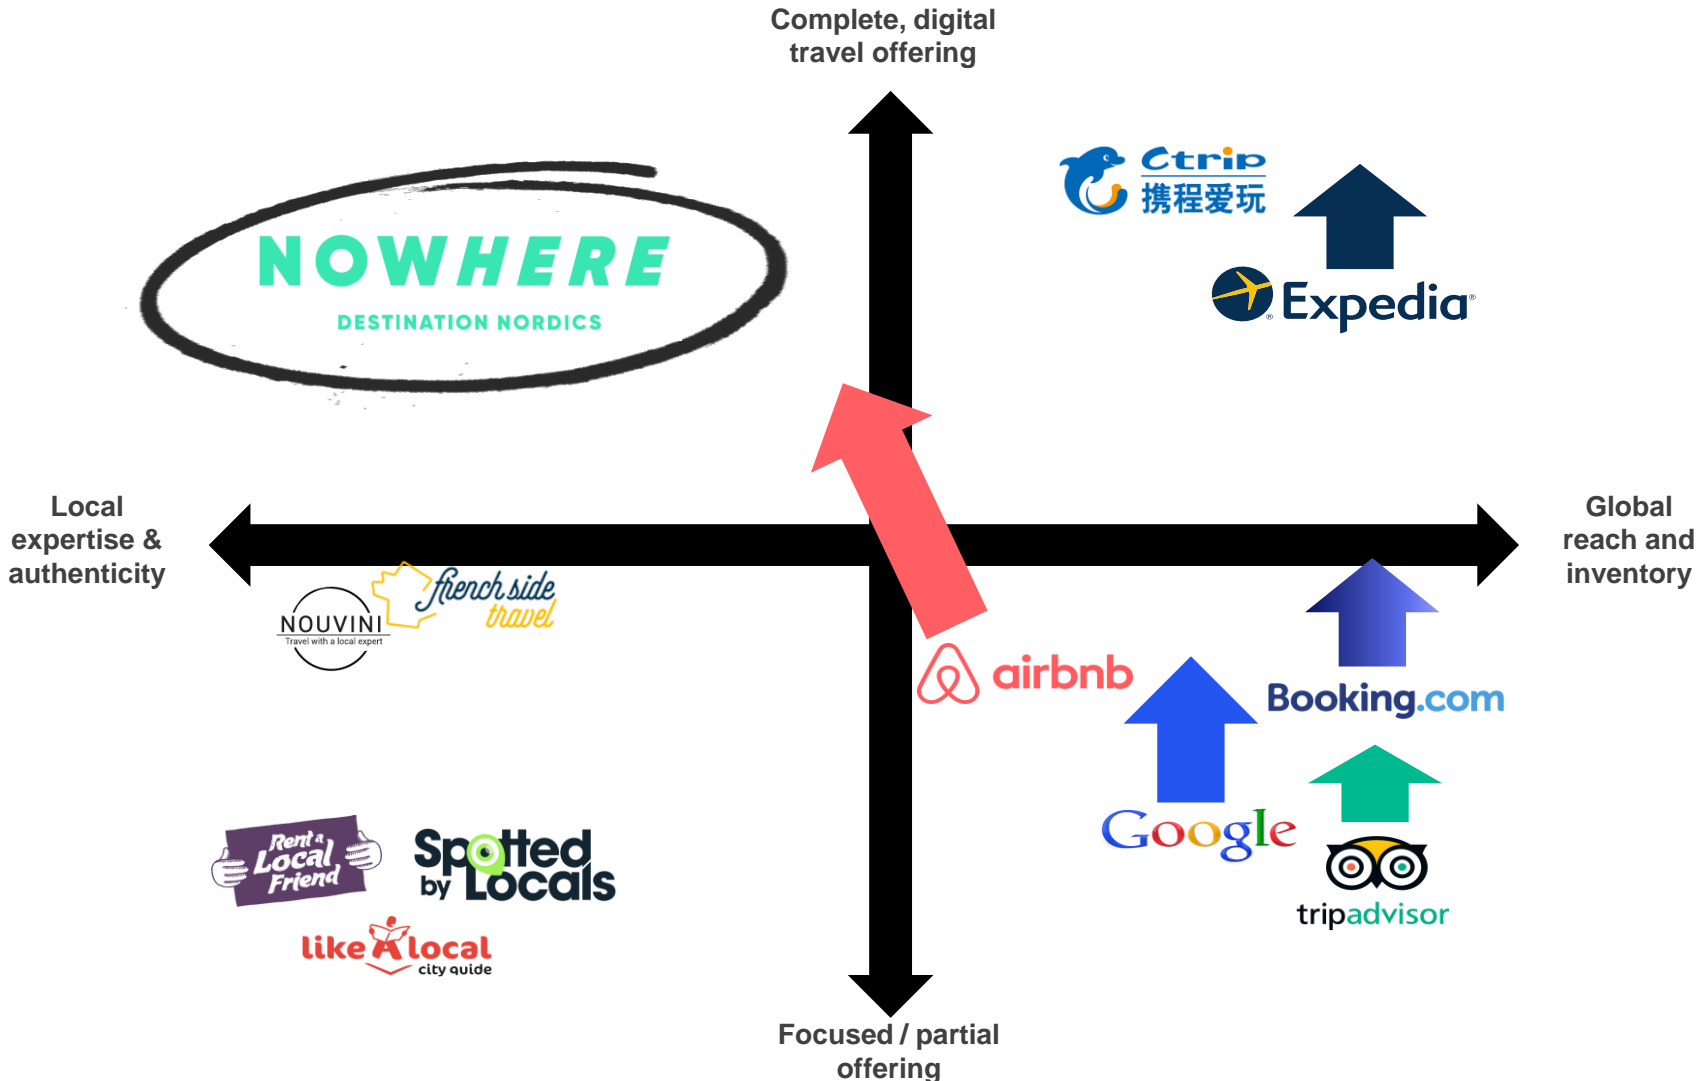 Complete, digital
travel offering
Ctrip
携程爱玩
NOWHERE
DESTINATION NORDICS
Expedia®
Local
expertise &
authenticity
Global
reach and
inventory
french side
travel
NOUVINI
Travel with a local expert
airbnb
Booking.com
Google
tripadvisor
Rent a
Local
Friend
Spotted
by Locals
like A local
city guide
Focused / partial
offering